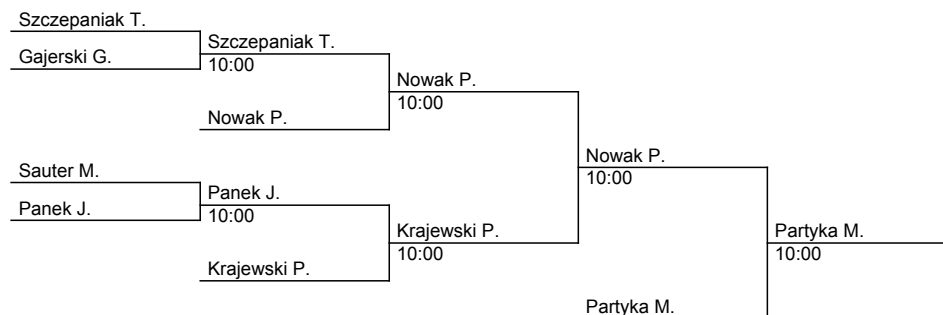 Szczepaniak T.
Gajerski G.
Szczepaniak T.
10:00
Nowak P.
Nowak P.
10:00
Sauter M.
Panek J.
Panek J.
10:00
Krajewski P.
Krajewski P.
10:00
Nowak P.
10:00
Partyka M.
Partyka M.
10:00